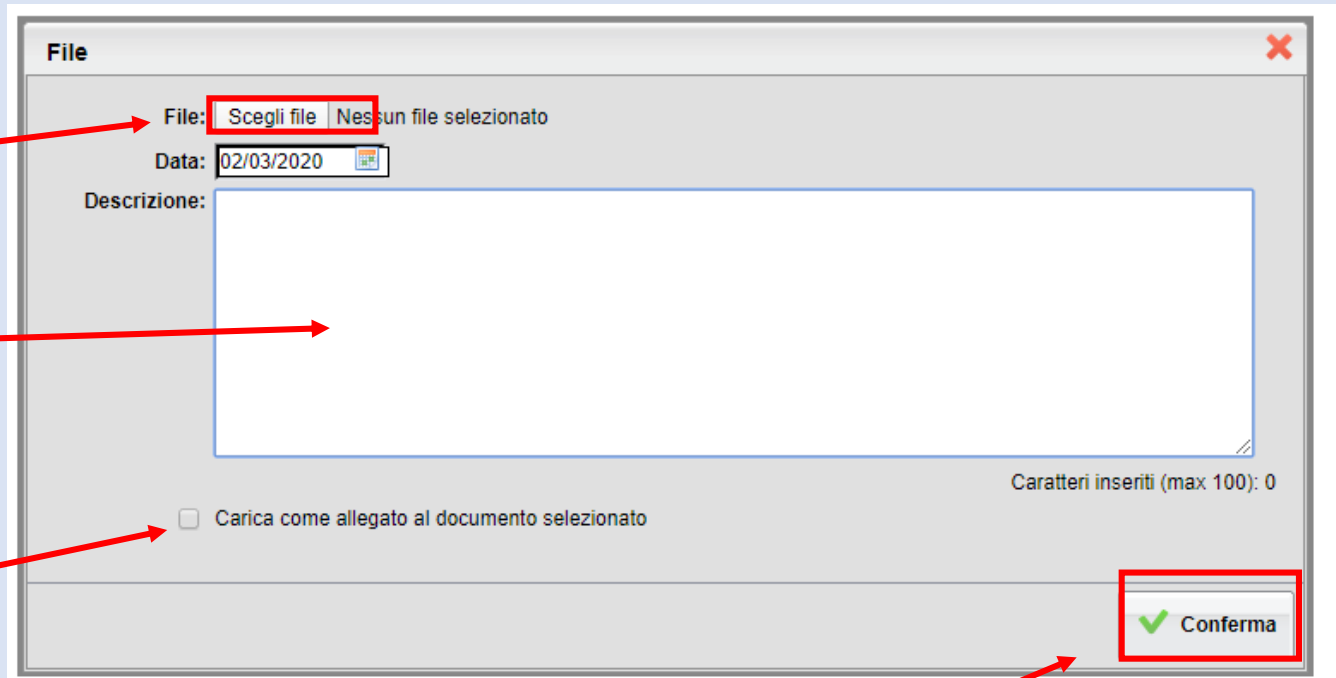 File
File: Scegli file Nessun file selezionato
Data: 02/03/2020
Descrizione:
Caratteri inseriti (max 100): 0
Carica come allegato al documento selezionato
Conferma